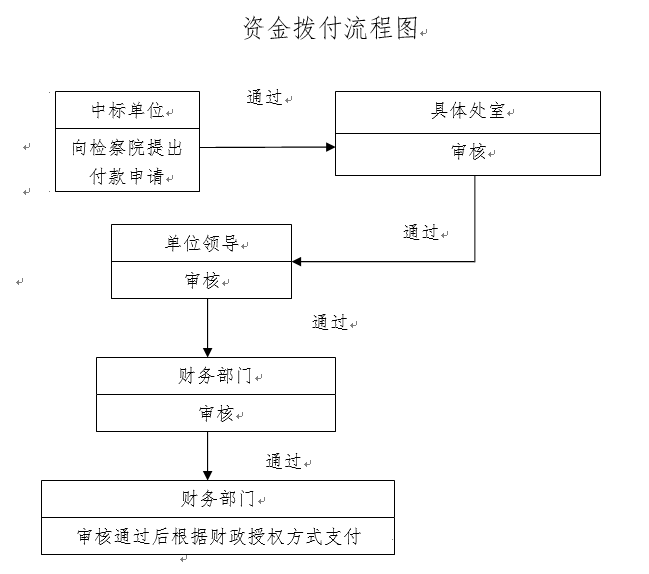 资金拨付流程图
中标单位
向检察院提出
付款申请
通过
具体处室
审核
通过
单位领导
审核
通过
财务部门
审核
通过
财务部门
审核通过后根据财政授权方式支付